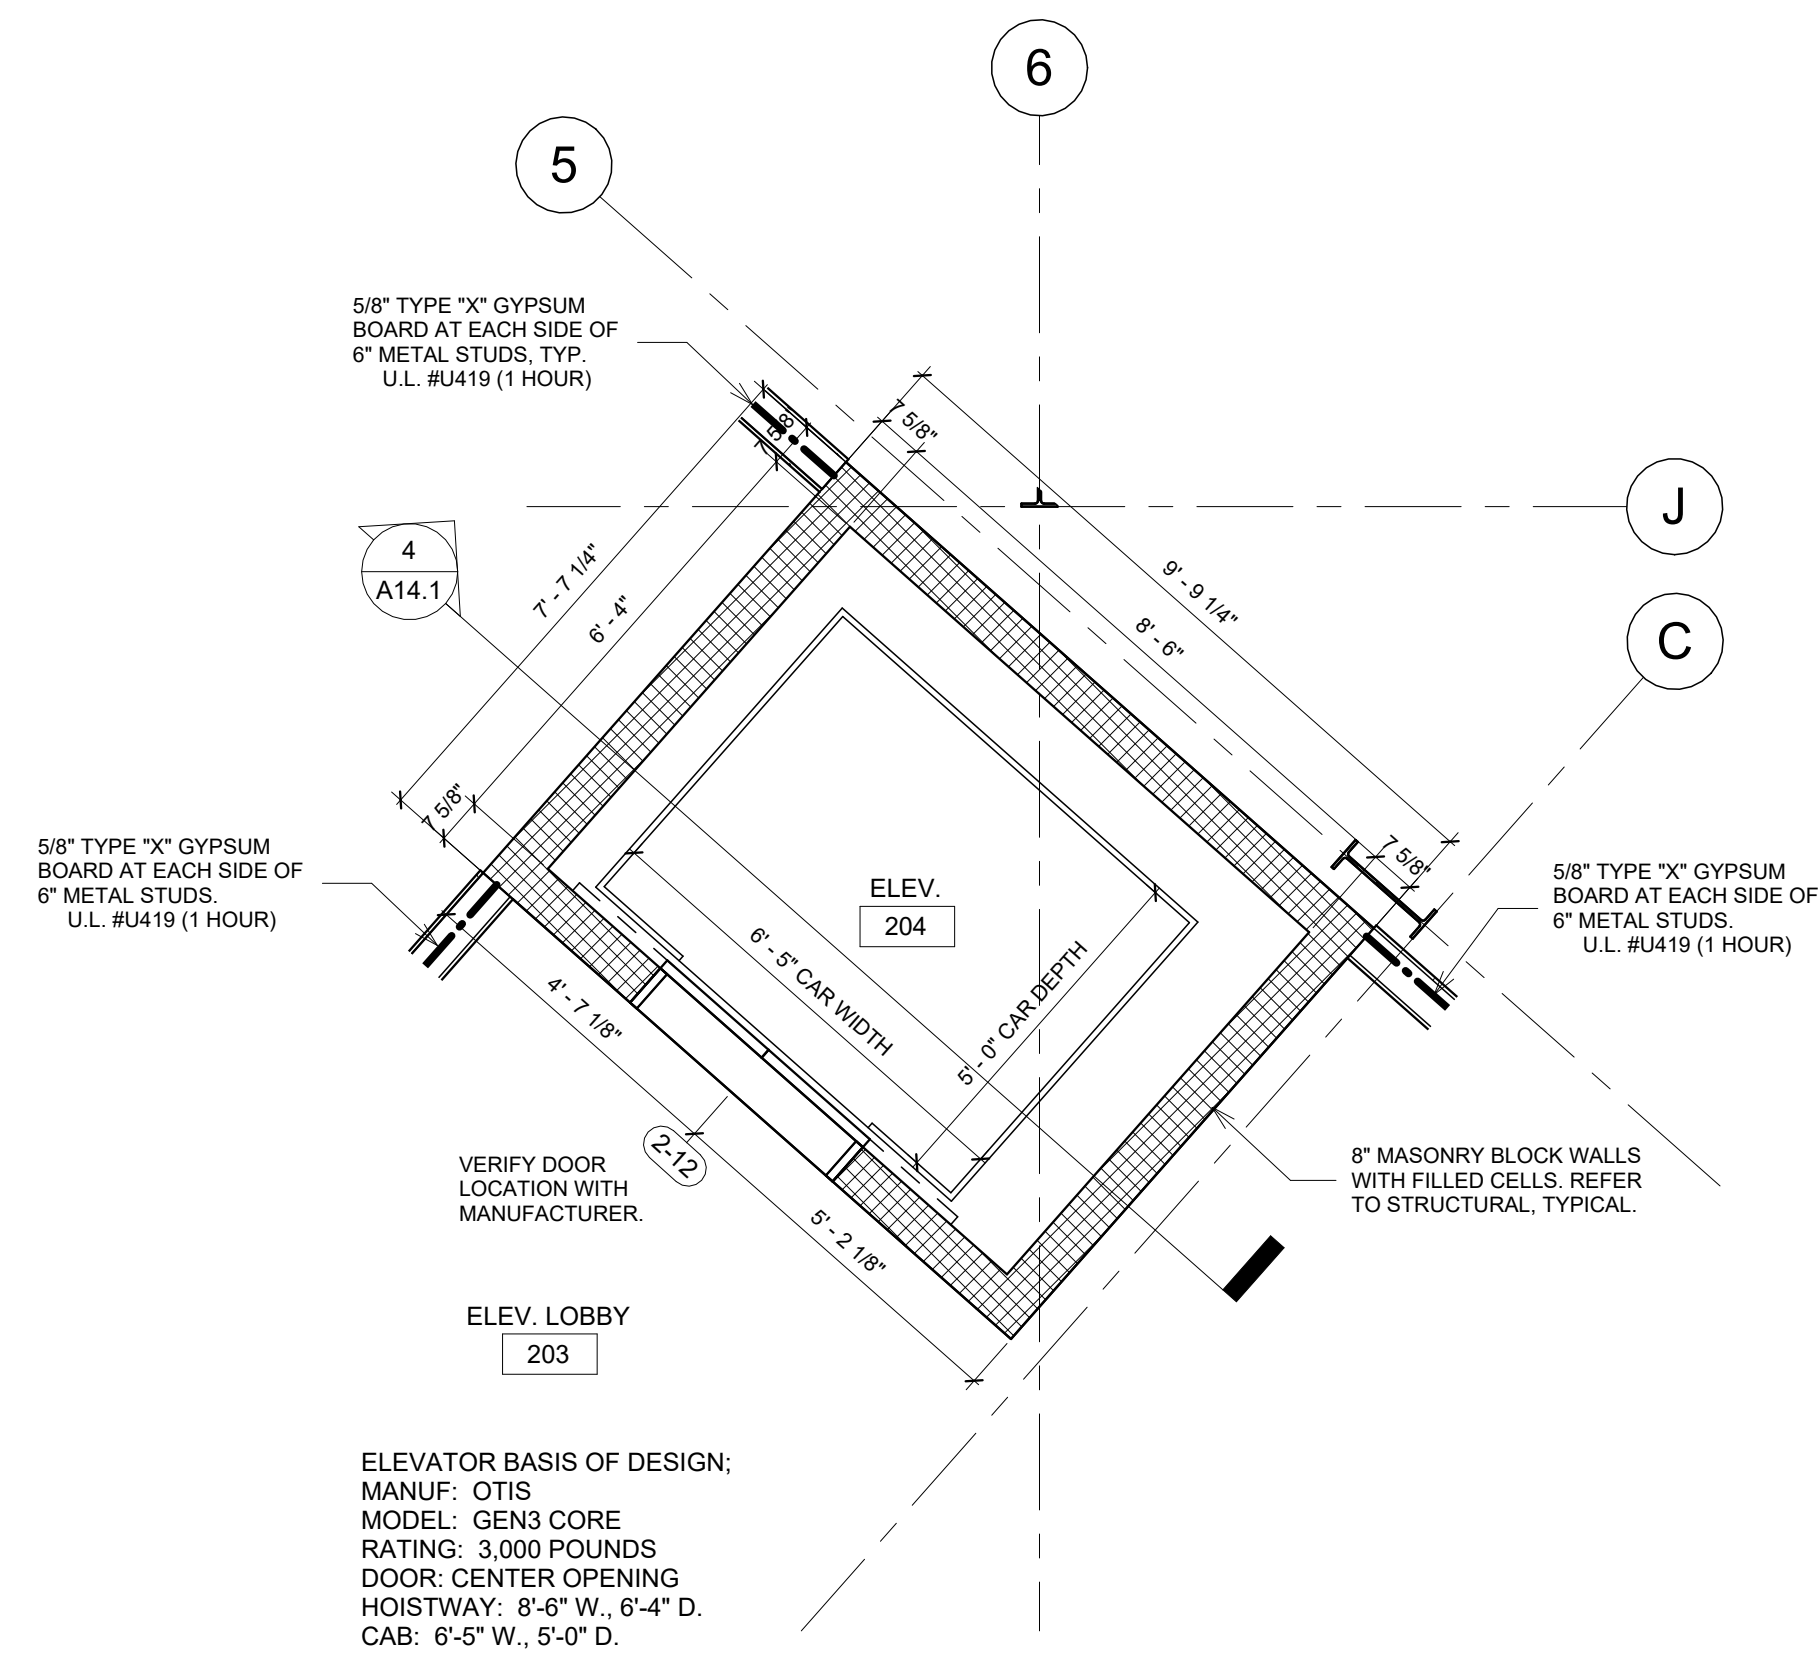 6
5
5/8" TYPE "X" GYPSUM
BOARD AT EACH SIDE OF
6" METAL STUDS, TYP.
U.L. #U419 (1 HOUR)
7 5/8"
7 5/8"
J
4
A14.1
7' - 7 1/4"
6' - 4"
9' - 9 1/4"
8' - 6"
C
7 5/8"
7 5/8"
5/8" TYPE "X" GYPSUM
BOARD AT EACH SIDE OF
6" METAL STUDS.
U.L. #U419 (1 HOUR)
ELEV.
204
5/8" TYPE "X" GYPSUM
BOARD AT EACH SIDE OF
6" METAL STUDS.
U.L. #U419 (1 HOUR)
6' - 5" CAR WIDTH
5' - 0" CAR DEPTH
4' - 7 1/8"
2-12
VERIFY DOOR
LOCATION WITH
MANUFACTURER.
8" MASONRY BLOCK WALLS
WITH FILLED CELLS. REFER
TO STRUCTURAL, TYPICAL.
5' - 2 1/8"
ELEV. LOBBY
203
ELEVATOR BASIS OF DESIGN;
MANUF: OTIS
MODEL: GEN3 CORE
RATING: 3,000 POUNDS
DOOR: CENTER OPENING
HOISTWAY: 8'-6" W., 6'-4" D.
CAB: 6'-5" W., 5'-0" D.